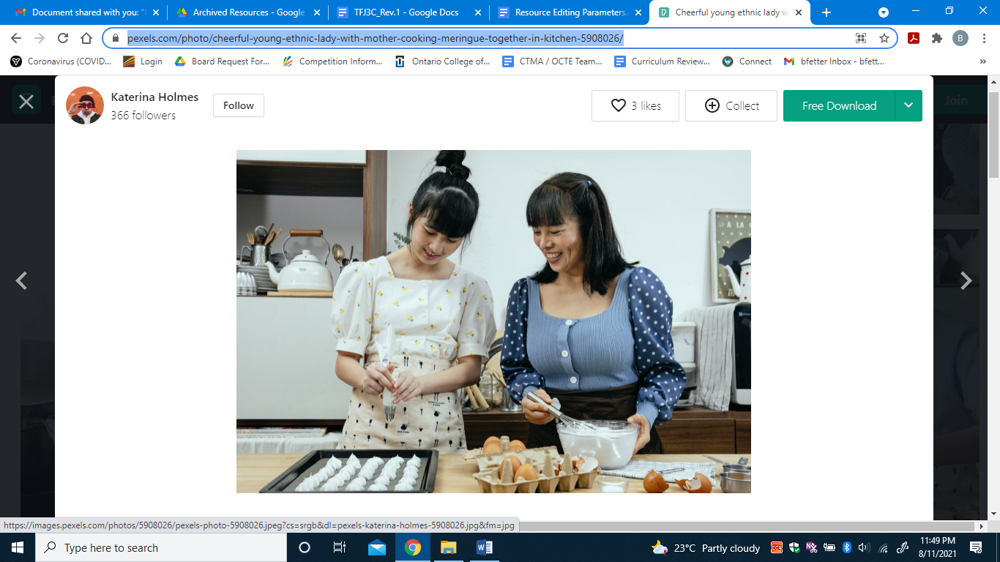 Document shared with you: "
Archived Resources - Google
TFJ3C_Rev.1 - Google Docs
Resource Editing Parameters.
Cheerful young ethnic lady w
pexels.com/photo/cheerful-young-ethnic-lady-with-mother-cooking-meringue-together-in-kitchen-5908026/
B
Coronavirus (COVID...
Login
Board Request For...
Competition Inform...
Ontario College of...
CTMA / OCTE Team...
Curriculum Review...
Connect
bfetter Inbox - bfett...
»
Katerina Holmes
366 followers
Follow
3 likes
Collect
Free Download
Join
A LA
https://images.pexels.com/photos/5908026/pexels-photo-5908026.jpeg?cs=srgb&dl=pexels-katerina-holmes-5908026.jpg&fm=jpg
Type here to search
23°C Partly cloudy
11:49 PM
8/11/2021